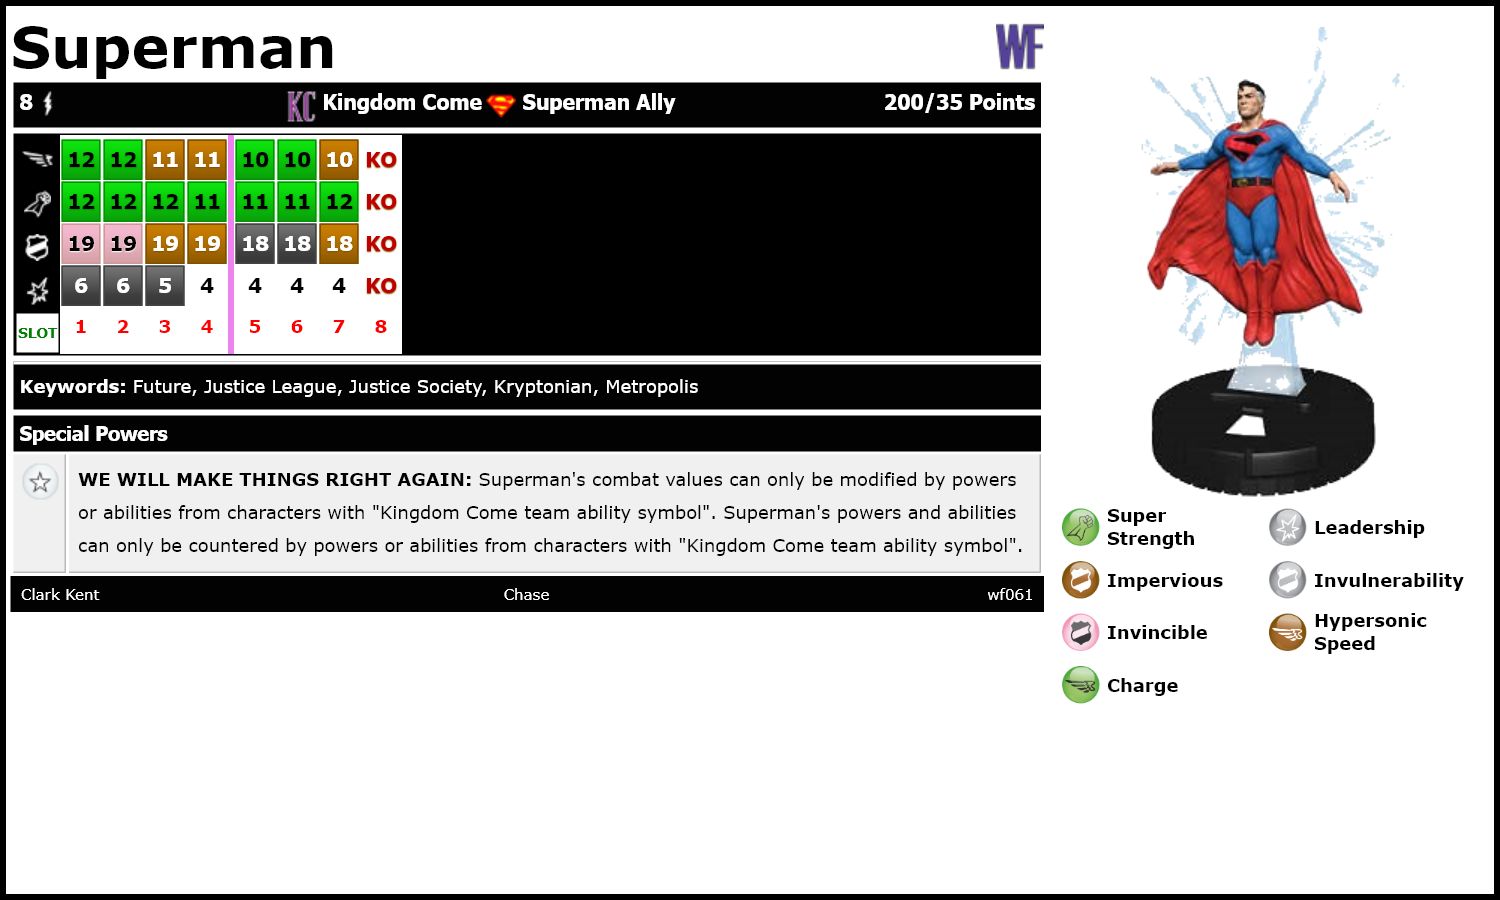 Superman
WF
8 KC Kingdom Come Superman Ally 200/35 Points
12 12 11 11 10 10 10 KO
12 12 12 11 11 11 12 KO
19 19 19 19 18 18 18 KO
6 6 5 4 4 4 4 KO
SLOT 1 2 3 4 5 6 7 8
Keywords: Future, Justice League, Justice Society, Kryptonian, Metropolis
Special Powers
WE WILL MAKE THINGS RIGHT AGAIN: Superman's combat values can only be modified by powers
or abilities from characters with "Kingdom Come team ability symbol". Superman's powers and abilities
can only be countered by powers or abilities from characters with "Kingdom Come team ability symbol".
Clark Kent Chase wf061
Super
Strength
Leadership
Impervious
Invulnerability
Invincible
Hypersonic
Speed
Charge